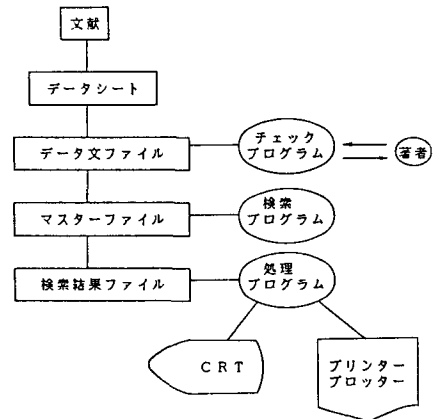 文献
データシート
データ文ファイル
チェック
プログラム
著者
マスターファイル
検索
プログラム
検索結果ファイル
処理
プログラム
CRT
プリンター
プロッター